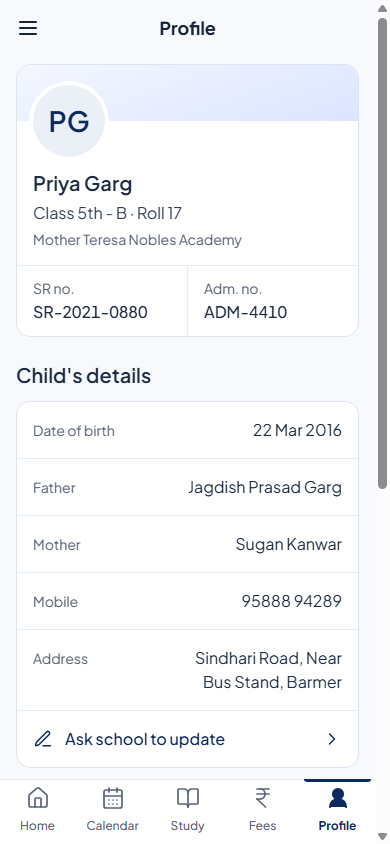 Profile
PG
Priya Garg
Class 5th - B · Roll 17
Mother Teresa Nobles Academy
SR no.
SR-2021-0880
Adm. no.
ADM-4410
Child's details
Date of birth
22 Mar 2016
Father
Jagdish Prasad Garg
Mother
Sugan Kanwar
Mobile
95888 94289
Address
Sindhari Road, Near
Bus Stand, Barmer
Ask school to update
Home
Calendar
Study
Fees
Profile